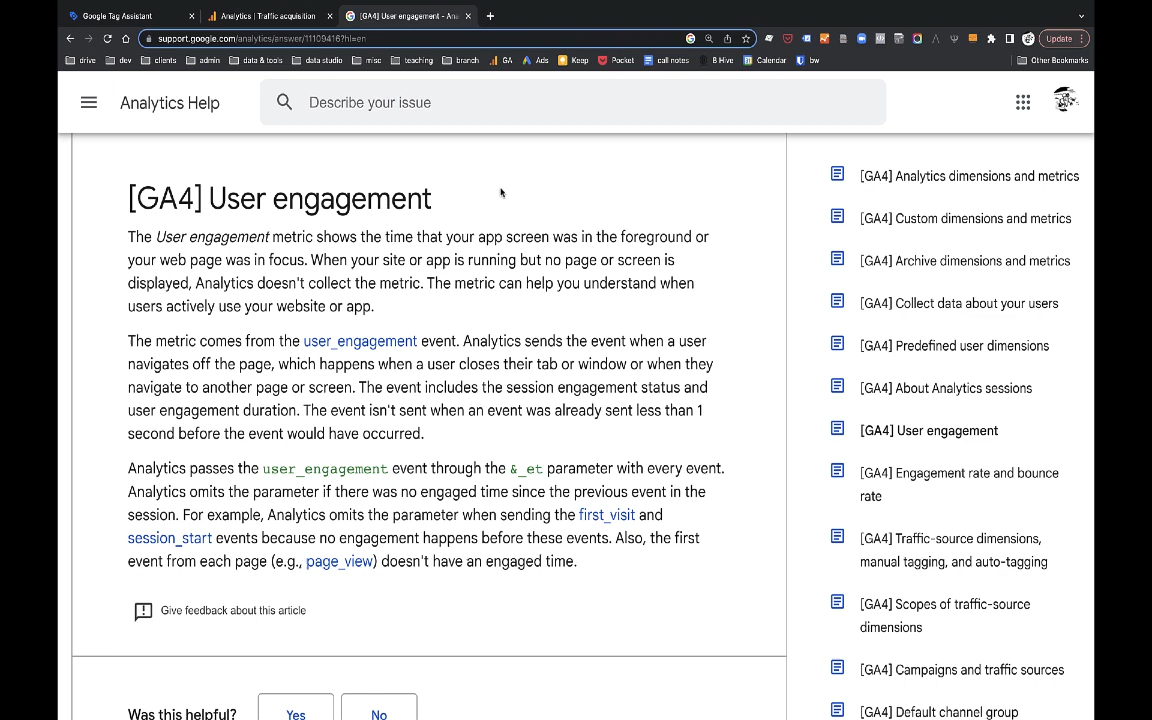 Google Tag Assistant
Analytics | Traffic acquisition
[GA4] User engagement - Ana
support.google.com/analytics/answer/11109416?hl=en
Update
drive
dev
clients
admin
data & tools
data studio
misc
teaching
branch
GA
Ads
Keep
Pocket
call notes
B Hive
Calendar
bw
Other Bookmarks
Analytics Help
Describe your issue
[GA4] User engagement
The User engagement metric shows the time that your app screen was in the foreground or
your web page was in focus. When your site or app is running but no page or screen is
displayed, Analytics doesn't collect the metric. The metric can help you understand when
users actively use your website or app.
The metric comes from the user_engagement event. Analytics sends the event when a user
navigates off the page, which happens when a user closes their tab or window or when they
navigate to another page or screen. The event includes the session engagement status and
user engagement duration. The event isn't sent when an event was already sent less than 1
second before the event would have occurred.
Analytics passes the user_engagement event through the &_et parameter with every event.
Analytics omits the parameter if there was no engaged time since the previous event in the
session. For example, Analytics omits the parameter when sending the first_visit and
session_start events because no engagement happens before these events. Also, the first
event from each page (e.g., page_view) doesn't have an engaged time.
Give feedback about this article
Was this helpful?
Yes
No
[GA4] Analytics dimensions and metrics
[GA4] Custom dimensions and metrics
[GA4] Archive dimensions and metrics
[GA4] Collect data about your users
[GA4] Predefined user dimensions
[GA4] About Analytics sessions
[GA4] User engagement
[GA4] Engagement rate and bounce
rate
[GA4] Traffic-source dimensions,
manual tagging, and auto-tagging
[GA4] Scopes of traffic-source
dimensions
[GA4] Campaigns and traffic sources
[GA4] Default channel group